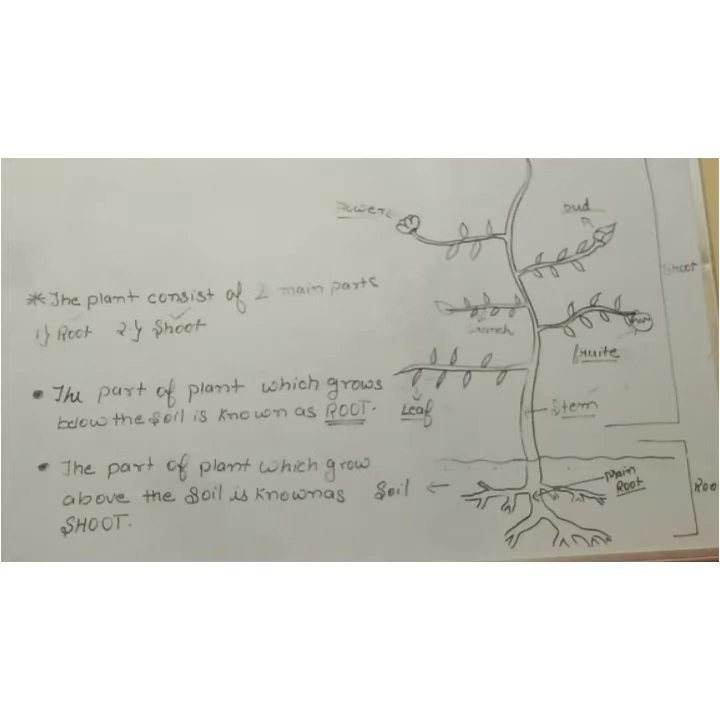 * The plant consist of 2 main parts
1} Root 2} Shoot
• The part of plant which grows
below the Soil is known as ROOT.
• The part of plant which grow
above the Soil is Knownas
SHOOT.
Flower
bud
Shoot
branch
fruite
Leaf
Stem
Soil
main
ROOT
Roo